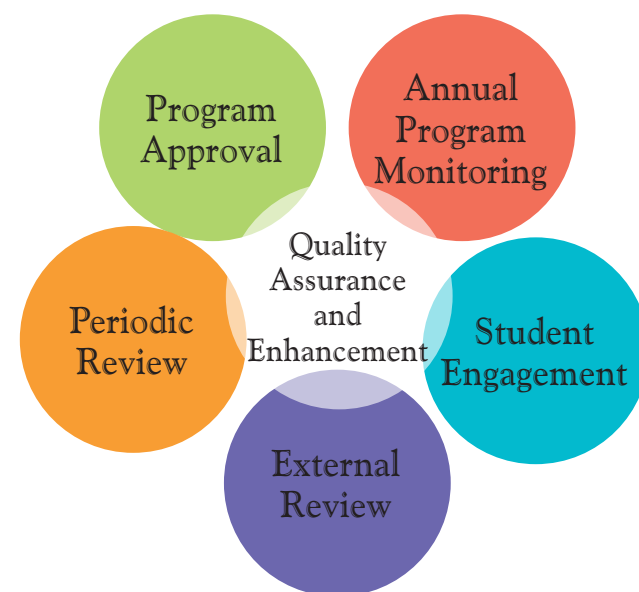 Program
Approval
Annual
Program
Monitoring
Quality
Assurance
and
Enhancement
Periodic
Review
Student
Engagement
External
Review